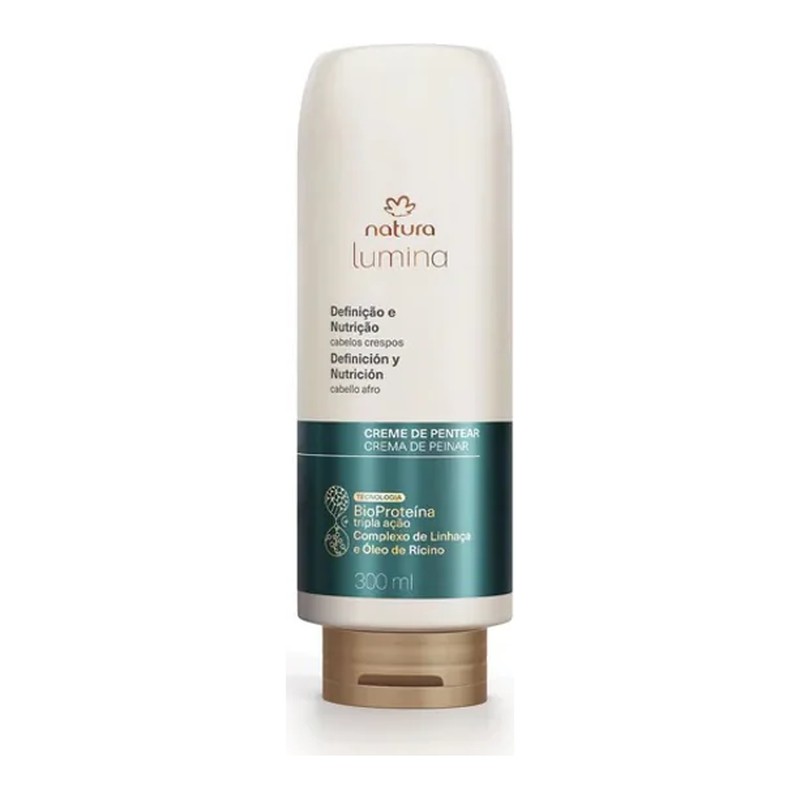 natura
lumina
Definição e
Nutrição
cabelos crespos
Definición y
Nutrición
cabello afro
CREME DE PENTEAR
CREMA DE PEINAR
TECNOLOGIA
BioProteína
tripla ação
Complexo de Linhaça
e Óleo de Rícino
300 ml